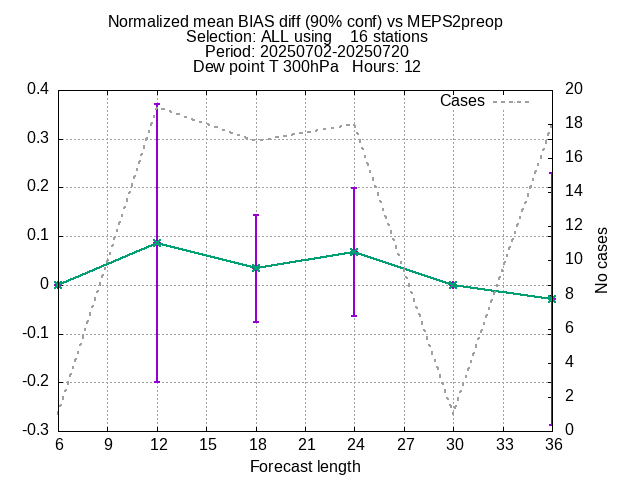 Normalized mean BIAS diff (90% conf) vs MEPS2preop
Selection: ALL using    16 stations
Period: 20250702-20250720
Dew point T 300hPa   Hours: 12
Cases
0.4
0.3
0.2
0.1
0
-0.1
-0.2
-0.3
20
18
16
14
12
10
8
6
4
2
0
No cases
6 9 12 15 18 21 24 27 30 33 36
Forecast length